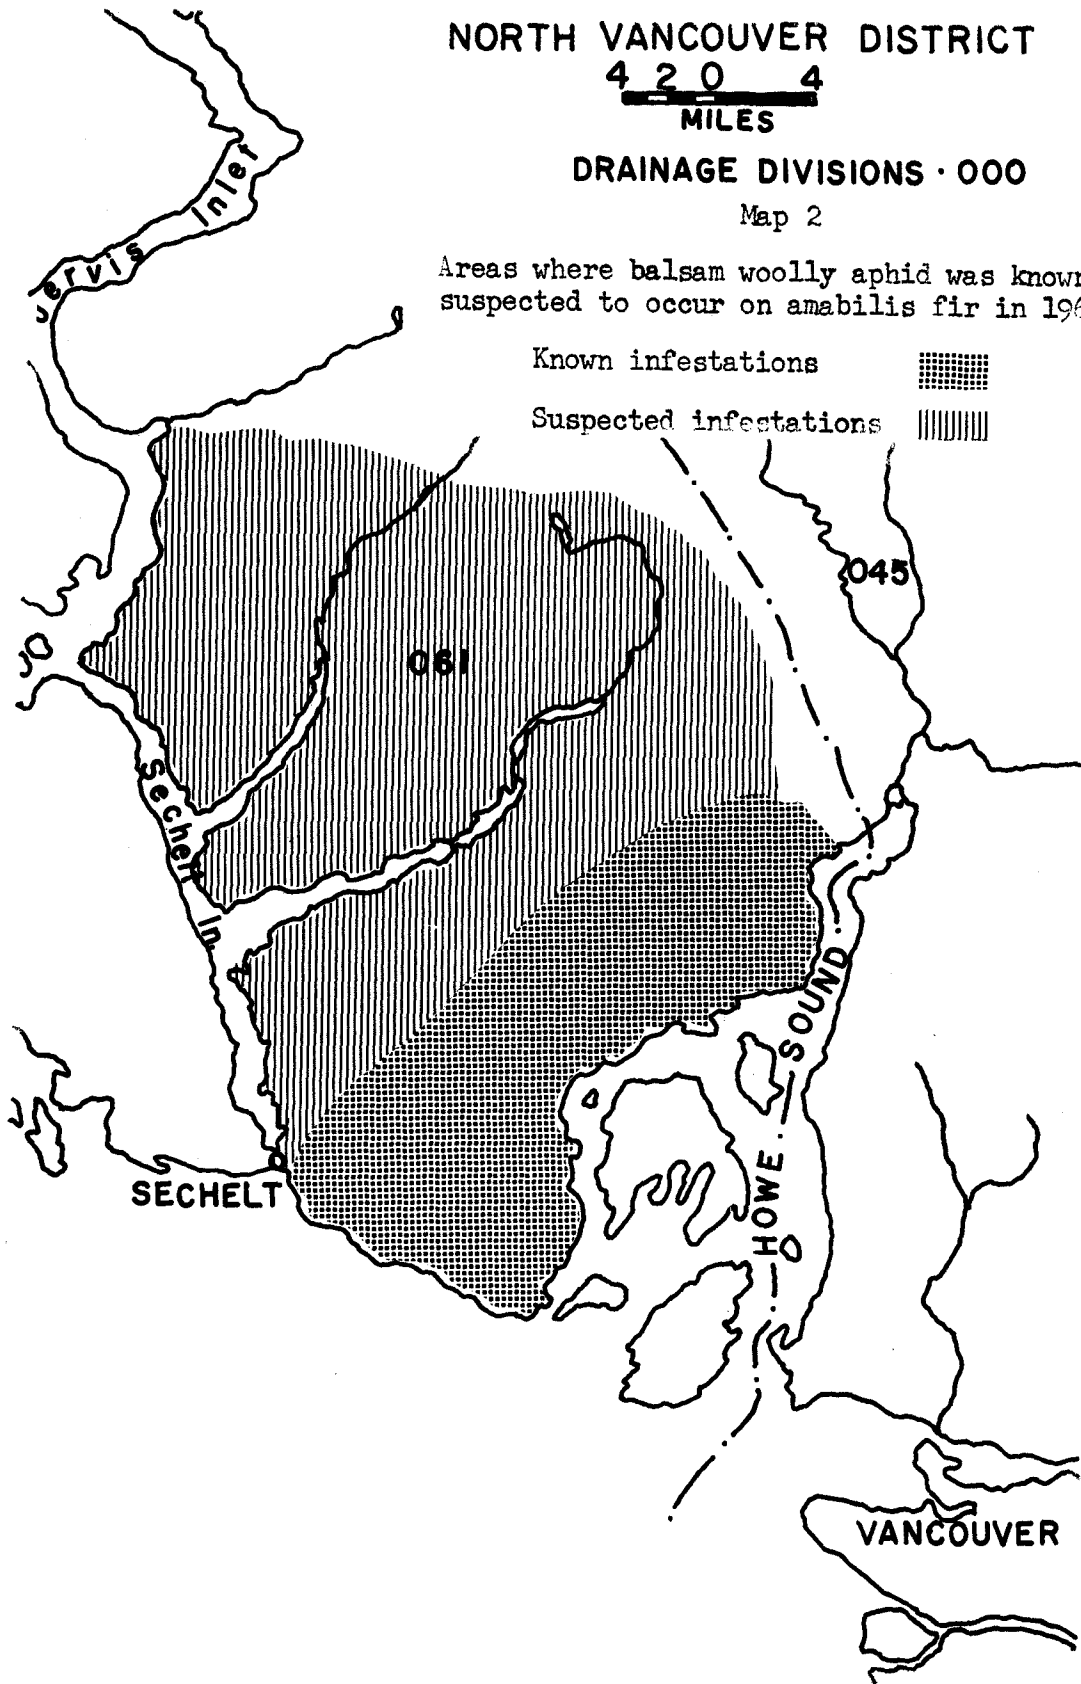 NORTH VANCOUVER DISTRICT
4 2 0 4
MILES
DRAINAGE DIVISIONS · 000
Map 2
Areas where balsam woolly aphid was known
suspected to occur on amabilis fir in 196
Known infestations
Suspected infestations
Jervis Inlet
045
061
Sechelt In.
HOWE SOUND
SECHELT
VANCOUVER